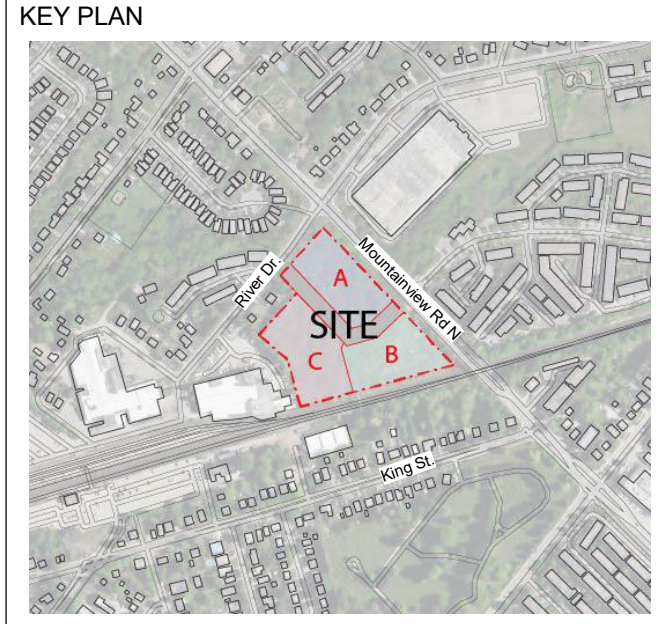 KEY PLAN
River Dr.
Mountainview Rd N
A
SITE
C
B
King St.